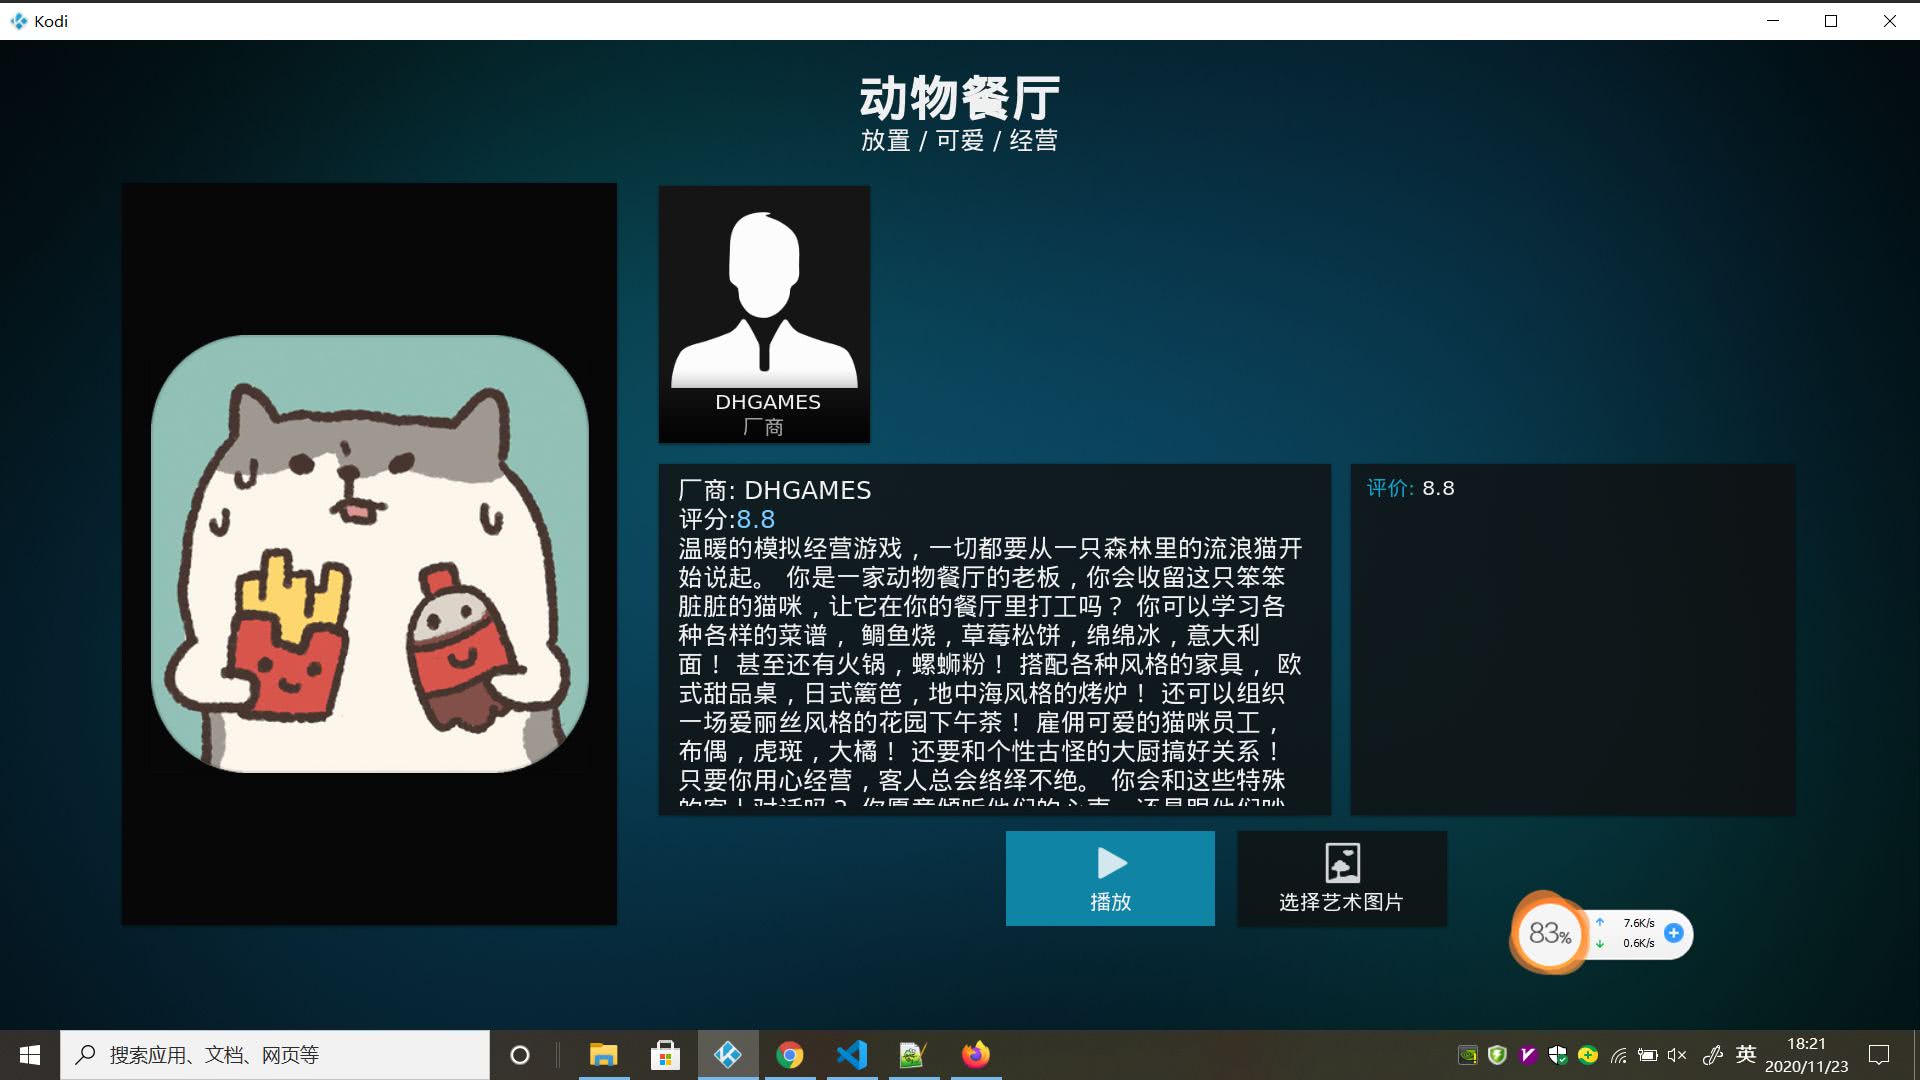 Kodi
动物餐厅
放置 / 可爱 / 经营
DHGAMES
厂商
厂商: DHGAMES
评分:8.8
温暖的模拟经营游戏，一切都要从一只森林里的流浪猫开
始说起。 你是一家动物餐厅的老板，你会收留这只笨笨
脏脏的猫咪，让它在你的餐厅里打工吗？ 你可以学习各
种各样的菜谱， 鲷鱼烧，草莓松饼，绵绵冰，意大利
面！ 甚至还有火锅，螺蛳粉！ 搭配各种风格的家具， 欧
式甜品桌，日式篱笆，地中海风格的烤炉！ 还可以组织
一场爱丽丝风格的花园下午茶！ 雇佣可爱的猫咪员工，
布偶，虎斑，大橘！ 还要和个性古怪的大厨搞好关系！
只要你用心经营，客人总会络绎不绝。 你会和这些特殊
评价: 8.8
播放
选择艺术图片
83%
7.6K/s
0.6K/s
搜索应用、文档、网页等
英
18:21
2020/11/23